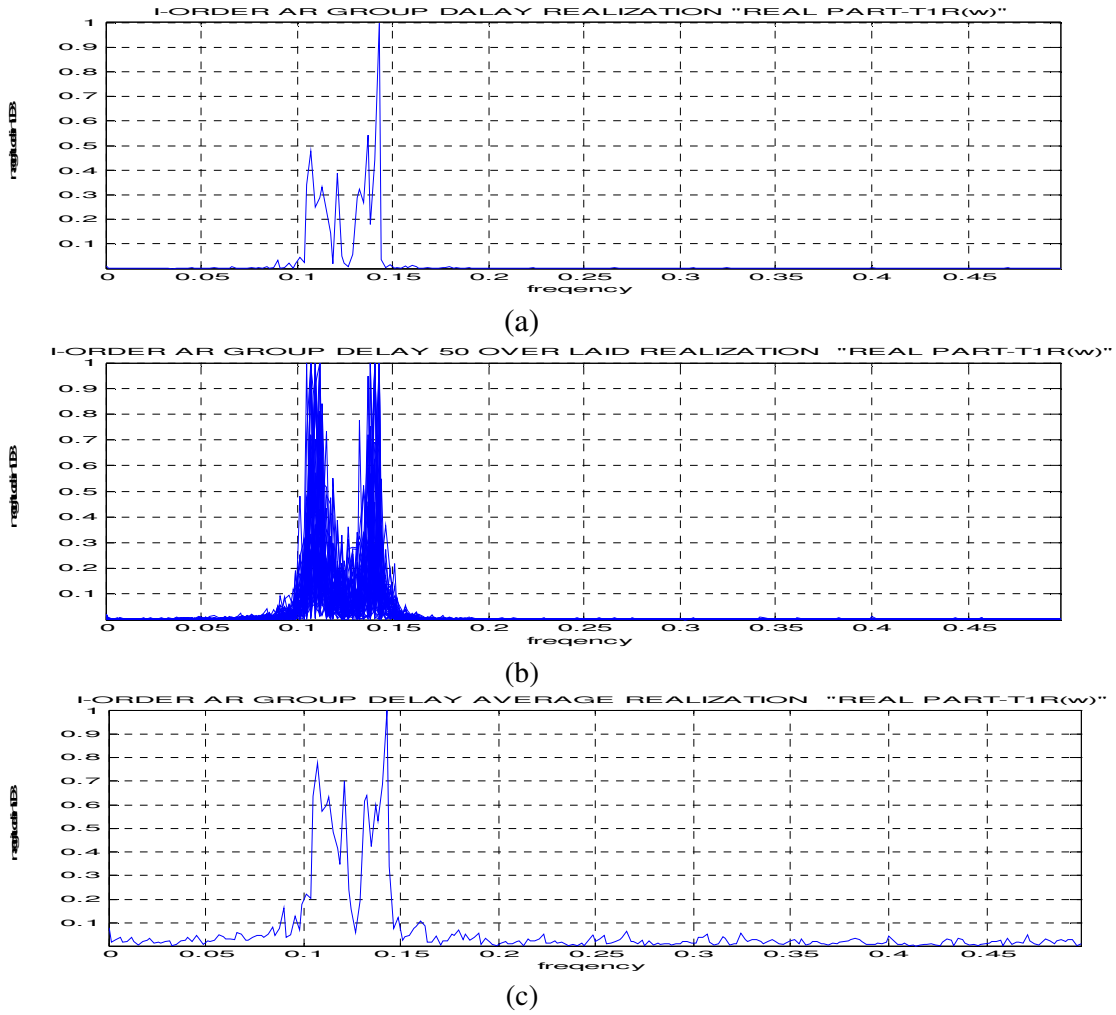 I-ORDER AR GROUP DALAY REALIZATION "REAL PART-T1R(w)"
1
0.9
0.8
0.7
0.6
0.5
0.4
0.3
0.2
0.1
0 0.05 0.1 0.15 0.2 0.25 0.3 0.35 0.4 0.45
freqency
(a)
I-ORDER AR GROUP DELAY 50 OVER LAID REALIZATION "REAL PART-T1R(w)"
1
0.9
0.8
0.7
0.6
0.5
0.4
0.3
0.2
0.1
0 0.05 0.1 0.15 0.2 0.25 0.3 0.35 0.4 0.45
freqency
(b)
I-ORDER AR GROUP DELAY AVERAGE REALIZATION "REAL PART-T1R(w)"
1
0.9
0.8
0.7
0.6
0.5
0.4
0.3
0.2
0.1
0 0.05 0.1 0.15 0.2 0.25 0.3 0.35 0.4 0.45
freqency
(c)